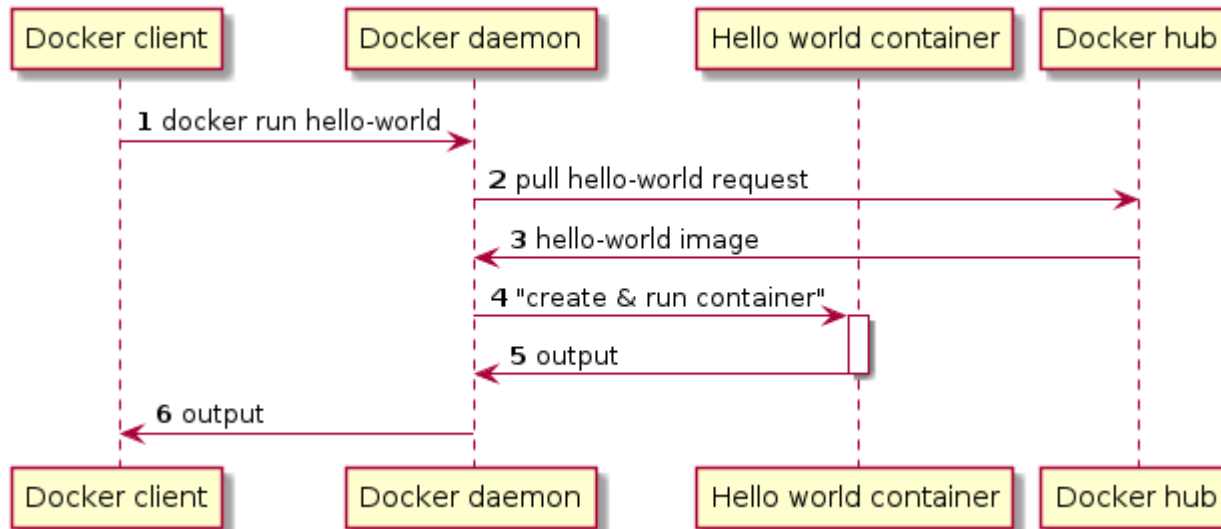 Docker client Docker daemon Hello world container Docker hub
1 docker run hello-world
2 pull hello-world request
3 hello-world image
4 "create & run container"
5 output
6 output
Docker client Docker daemon Hello world container Docker hub